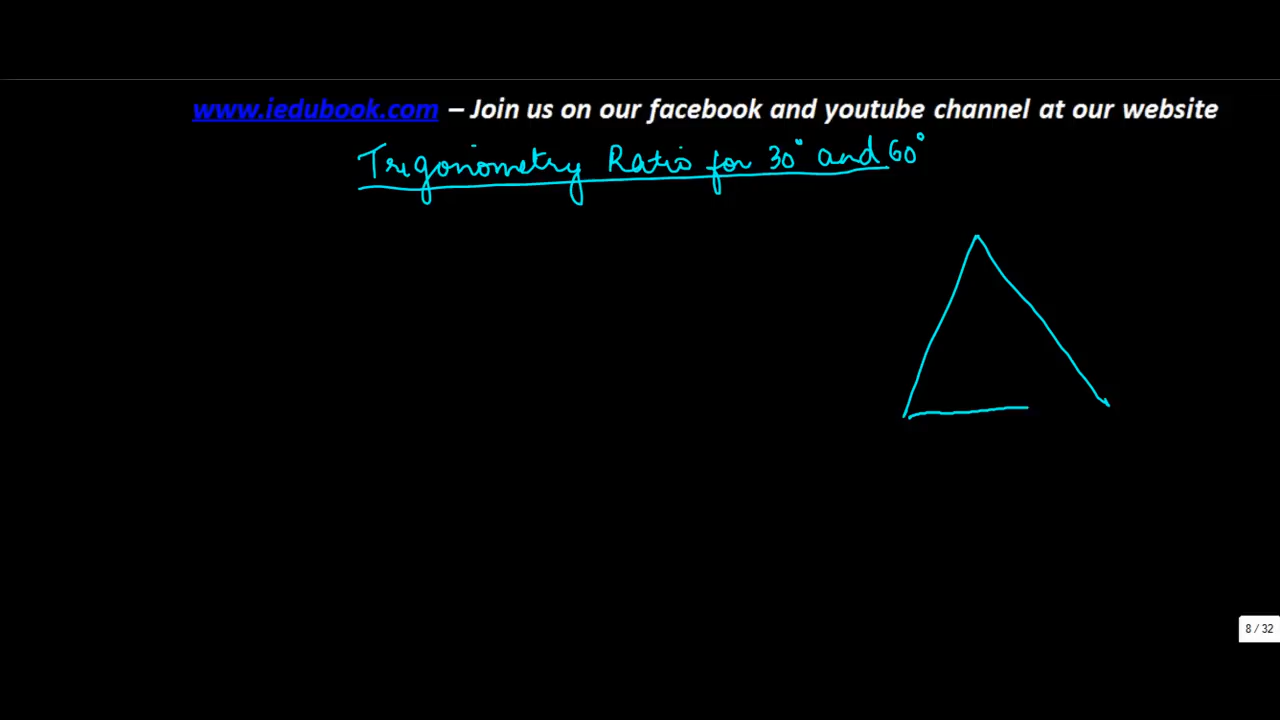 www.iedubook.com – Join us on our facebook and youtube channel at our website
Trigonometry Ratio for 30° and 60°
8 / 32